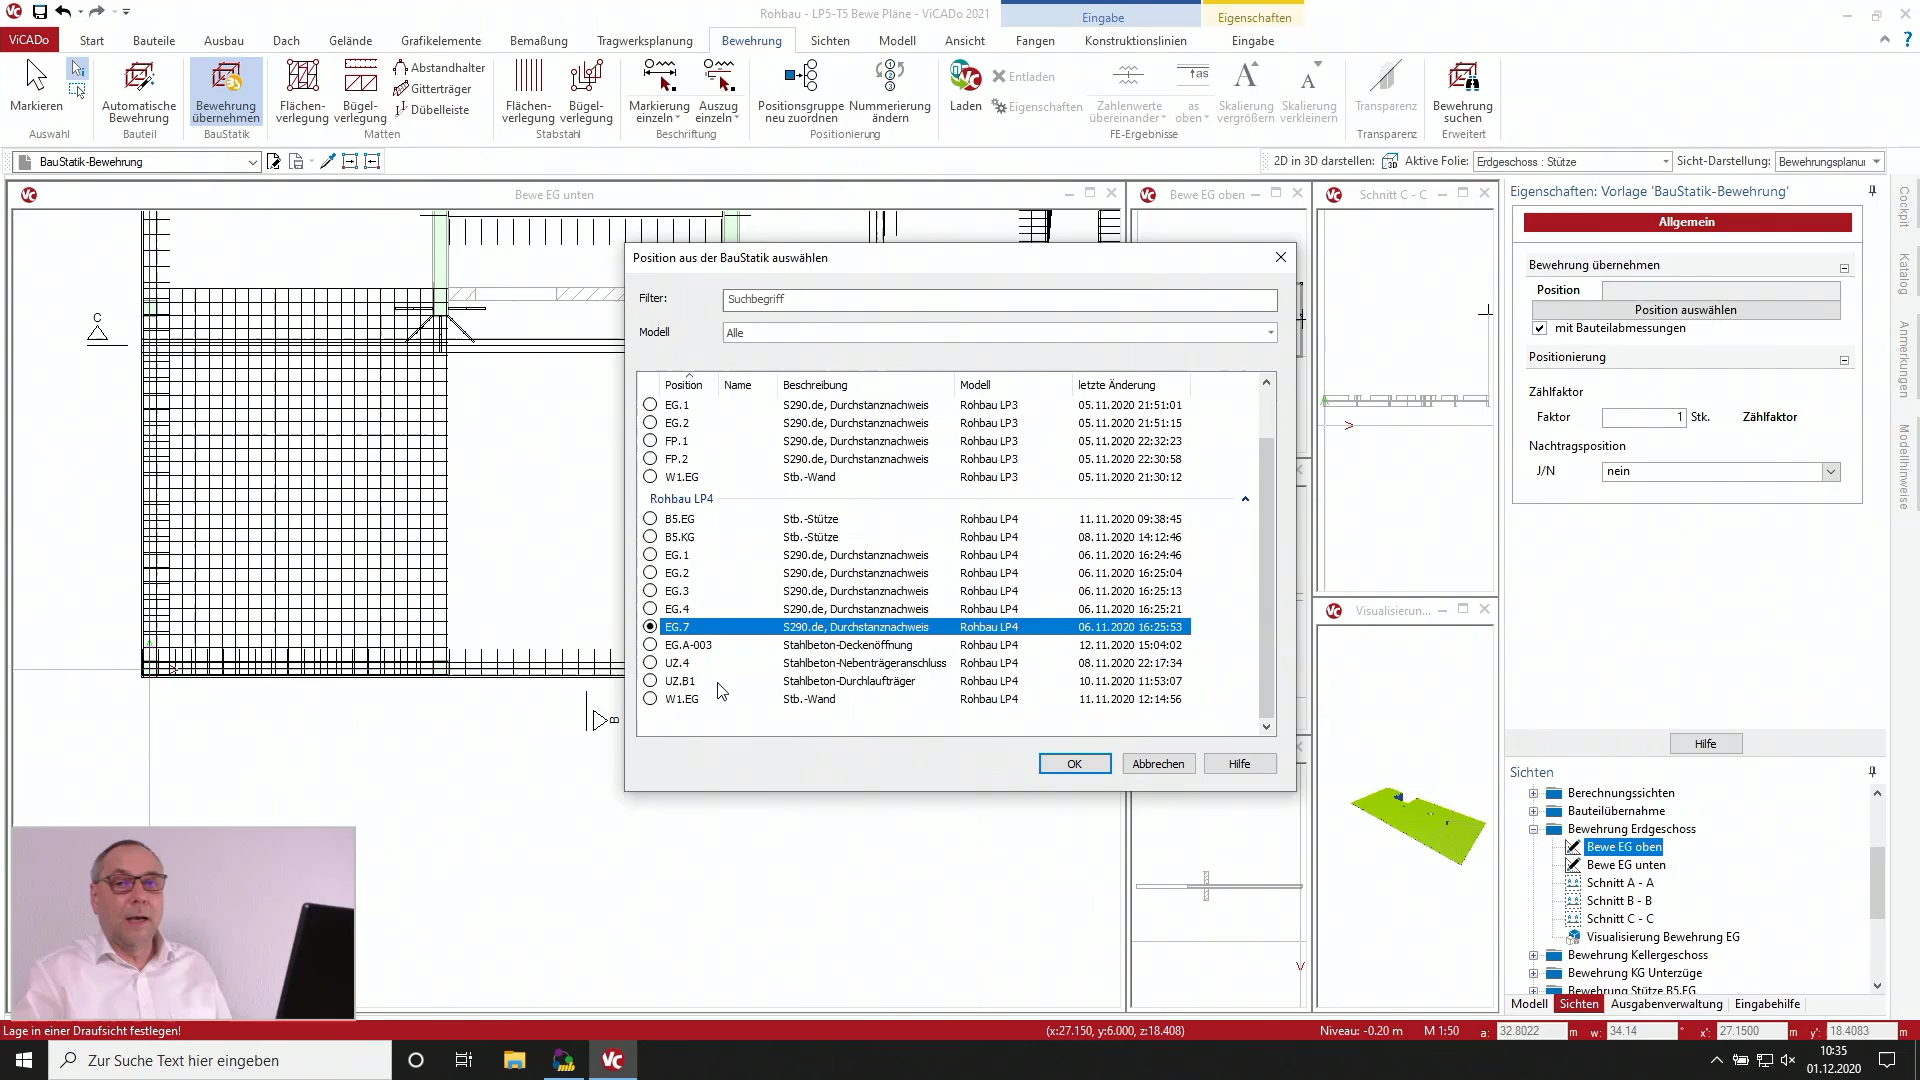 Rohbau - LP5-T5 Bewe Pläne - ViCADo 2021
Eingabe
Eigenschaften
ViCADo
Start
Bauteile
Ausbau
Dach
Gelände
Grafikelemente
Bemaßung
Tragwerksplanung
Bewehrung
Sichten
Modell
Ansicht
Fangen
Konstruktionslinien
Eingabe
Markieren
Auswahl
Automatische
Bewehrung
Bauteil
Bewehrung
übernehmen
BauStatik
Flächen-
verlegung
Bügel-
verlegung
Abstandhalter
Gitterträger
Dübelleiste
Matten
Flächen-
verlegung
Bügel-
verlegung
Stabstahl
Markierung
einzeln
Auszug
einzeln
Beschriftung
Positionsgruppe
neu zuordnen
Nummerierung
ändern
Positionierung
Laden
Entladen
Eigenschaften
Zahlenwerte
übereinander
as
as
oben
Skalierung
vergrößern
Skalierung
verkleinern
FE-Ergebnisse
Transparenz
Transparenz
Bewehrung
suchen
Erweitert
BauStatik-Bewehrung
2D in 3D darstellen:
Aktive Folie:
Erdgeschoss : Stütze
Sicht-Darstellung:
Bewehrungsplanu
Bewe EG unten
Bewe EG oben
Schnitt C - C
Visualisierun...
C
B
Position aus der BauStatik auswählen
Filter:
Suchbegriff
Modell
Alle
Position Name Beschreibung Modell letzte Änderung
EG.1 S290.de, Durchstanznachweis Rohbau LP3 05.11.2020 21:51:01
EG.2 S290.de, Durchstanznachweis Rohbau LP3 05.11.2020 21:51:15
FP.1 S290.de, Durchstanznachweis Rohbau LP3 05.11.2020 22:32:23
FP.2 S290.de, Durchstanznachweis Rohbau LP3 05.11.2020 22:30:58
W1.EG Stb.-Wand Rohbau LP3 05.11.2020 21:30:12
Rohbau LP4
B5.EG Stb.-Stütze Rohbau LP4 11.11.2020 09:38:45
B5.KG Stb.-Stütze Rohbau LP4 08.11.2020 14:12:46
EG.1 S290.de, Durchstanznachweis Rohbau LP4 06.11.2020 16:24:46
EG.2 S290.de, Durchstanznachweis Rohbau LP4 06.11.2020 16:25:04
EG.3 S290.de, Durchstanznachweis Rohbau LP4 06.11.2020 16:25:13
EG.4 S290.de, Durchstanznachweis Rohbau LP4 06.11.2020 16:25:21
EG.7 S290.de, Durchstanznachweis Rohbau LP4 06.11.2020 16:25:53
EG.A-003 Stahlbeton-Deckenöffnung Rohbau LP4 12.11.2020 15:04:02
UZ.4 Stahlbeton-Nebenträgeranschluss Rohbau LP4 08.11.2020 22:17:34
UZ.B1 Stahlbeton-Durchlaufträger Rohbau LP4 10.11.2020 11:53:07
W1.EG Stb.-Wand Rohbau LP4 11.11.2020 12:14:56
OK
Abbrechen
Hilfe
Eigenschaften: Vorlage 'BauStatik-Bewehrung'
Allgemein
Bewehrung übernehmen
Position
Position auswählen
mit Bauteilabmessungen
Positionierung
Zählfaktor
Faktor 1 Stk. Zählfaktor
Nachtragsposition
J/N nein
Hilfe
Cockpit
Katalog
Anmerkungen
Modellhinweise
Sichten
Berechnungssichten
Bauteilübernahme
Bewehrung Erdgeschoss
Bewe EG oben
Bewe EG unten
Schnitt A - A
Schnitt B - B
Schnitt C - C
Visualisierung Bewehrung EG
Bewehrung Kellergeschoss
Bewehrung KG Unterzüge
Bewehrung Stütze B5.EG
Modell
Sichten
Ausgabenverwaltung
Eingabehilfe
Lage in einer Draufsicht festlegen!
(x:27.150, y:6.000, z:18.408)
Niveau: -0.20 m
M 1:50
a: 32.8022 m
w: 34.14 °
x': 27.1500 m
y': 18.4083 m
Zur Suche Text hier eingeben
mb
10:35
01.12.2020